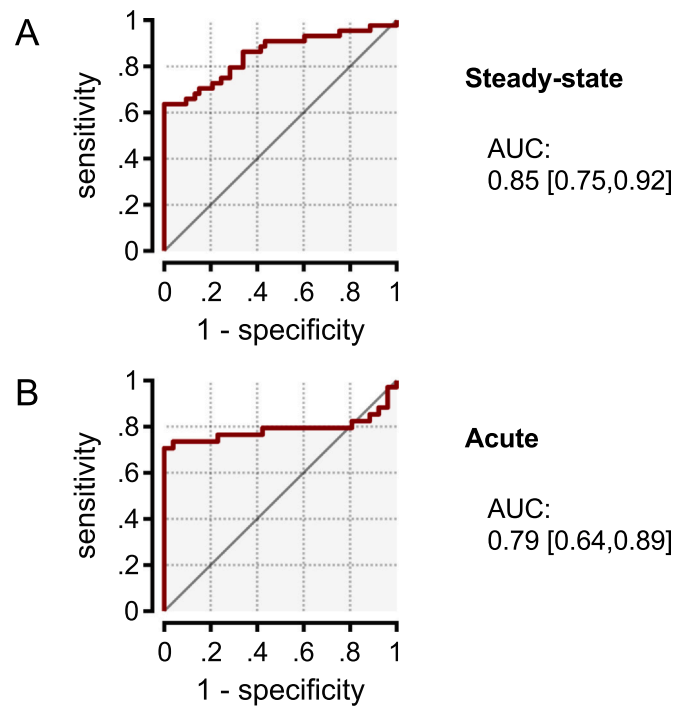 A
1
.8
.6
.4
.2
0
sensitivity
0 .2 .4 .6 .8 1
1 - specificity
Steady-state
AUC:
0.85 [0.75,0.92]
B
1
.8
.6
.4
.2
0
sensitivity
0 .2 .4 .6 .8 1
1 - specificity
Acute
AUC:
0.79 [0.64,0.89]